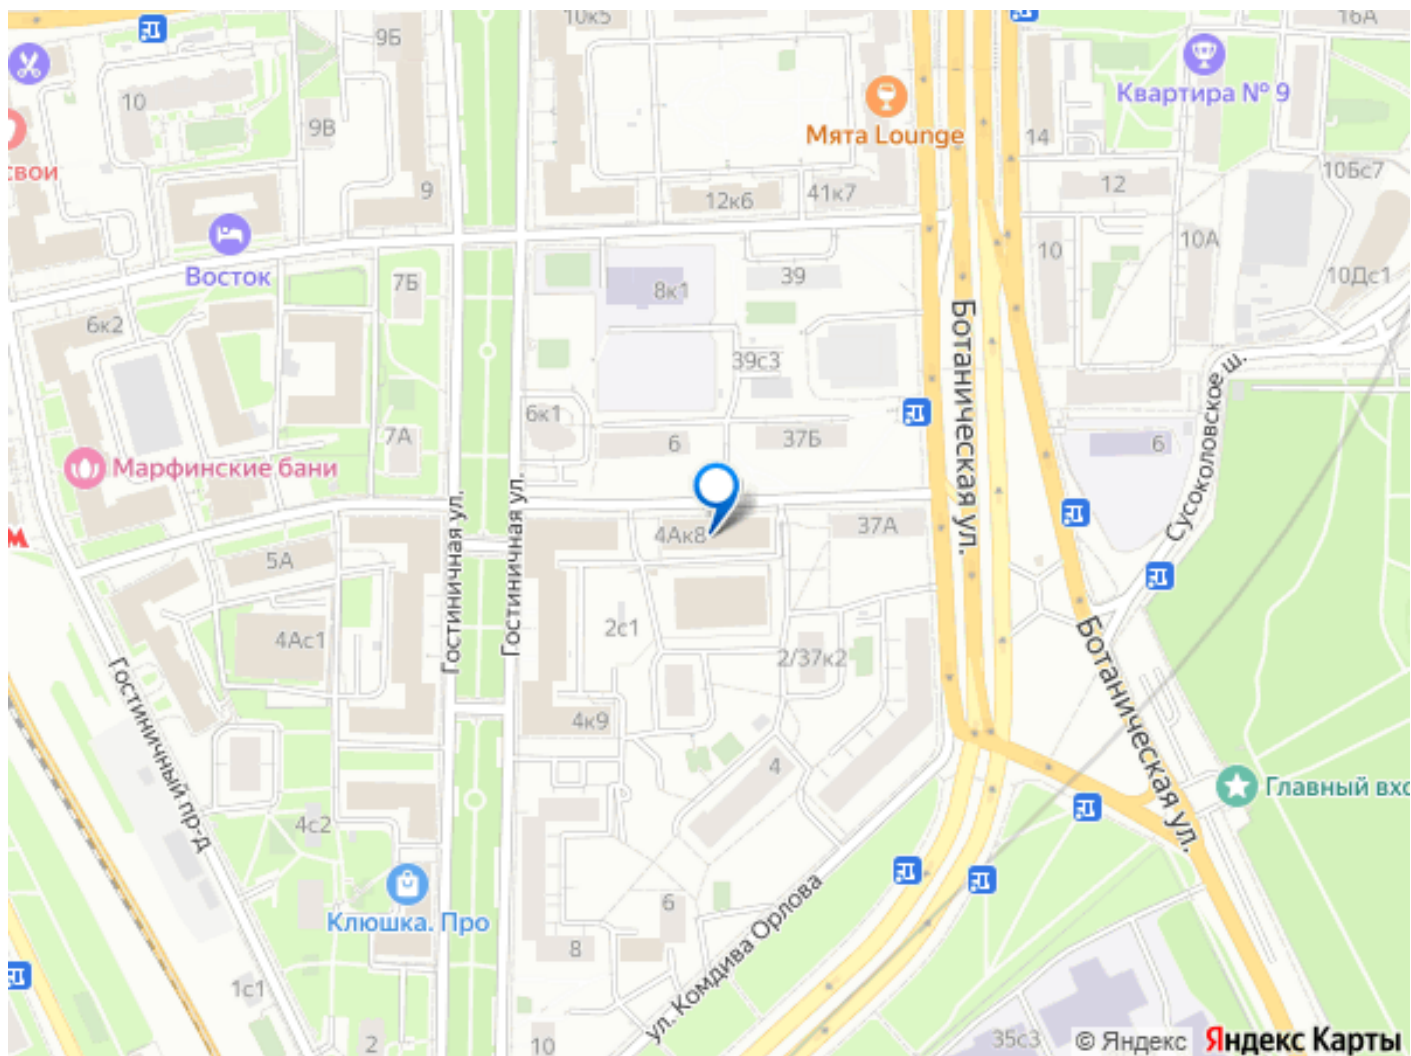 10к5
16А
9Б
Квартира № 9
10
9В
Мята Lounge
14
свои
10Бс7
12
41к7
9
12к6
10А
10
Восток
7Б
39
10Дс1
8к1
6к2
Ботаническая ул.
39с3
Сусоколовское ш.
6к1
7А
6
37Б
6
Марфинские бани
Гостиничная ул.
Гостиничная ул.
4Ак8
37А
5А
2с1
4Ас1
2/37к2
Ботаническая ул.
Гостиничный пр-д
4к9
4
Главный вхо
4с2
ул. Комдива Орлова
6
Клюшка. Про
8
1с1
2
10
35с3
© Яндекс
Яндекс Карты